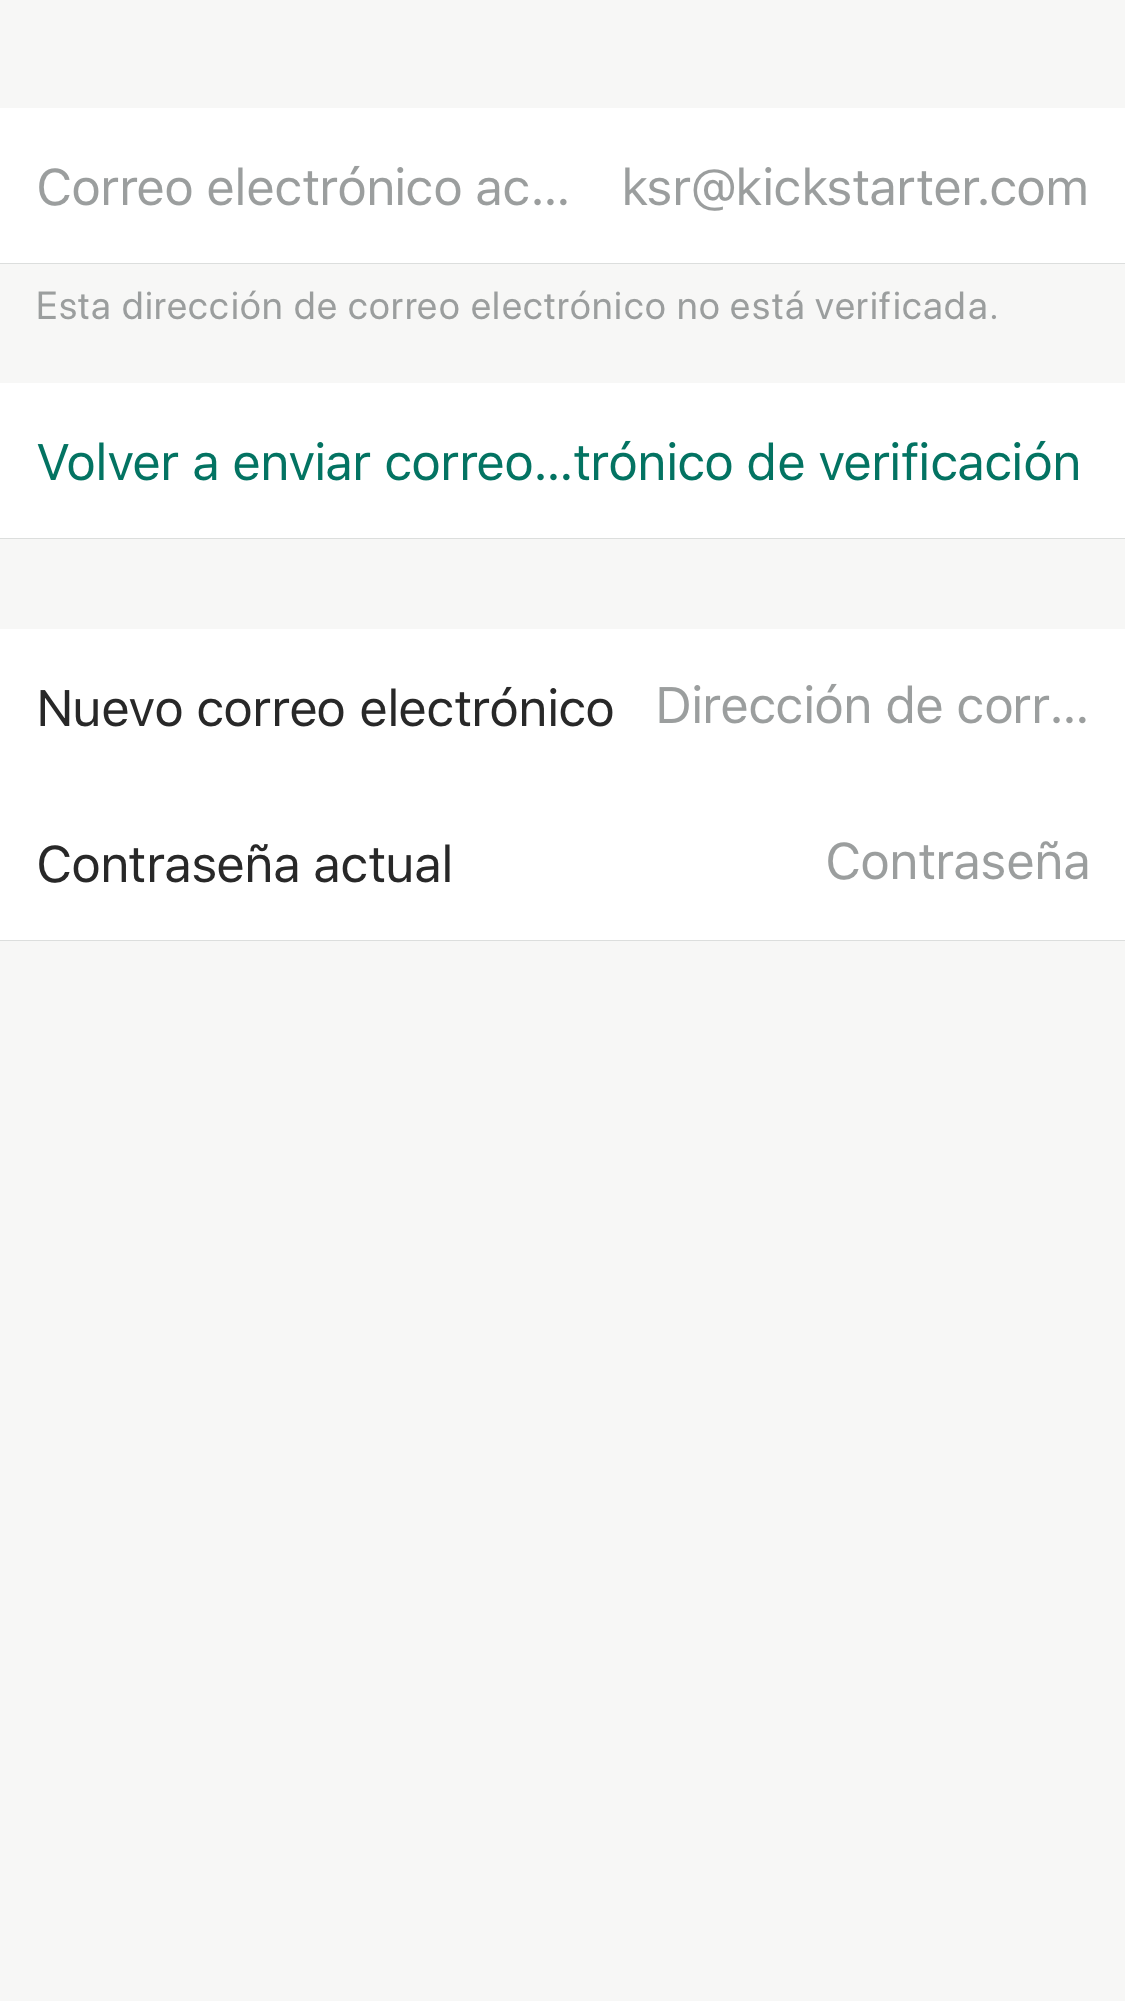 Correo electrónico ac... ksr@kickstarter.com
Esta dirección de correo electrónico no está verificada.
Volver a enviar correo...trónico de verificación
Nuevo correo electrónico Dirección de corr...
Contraseña actual Contraseña